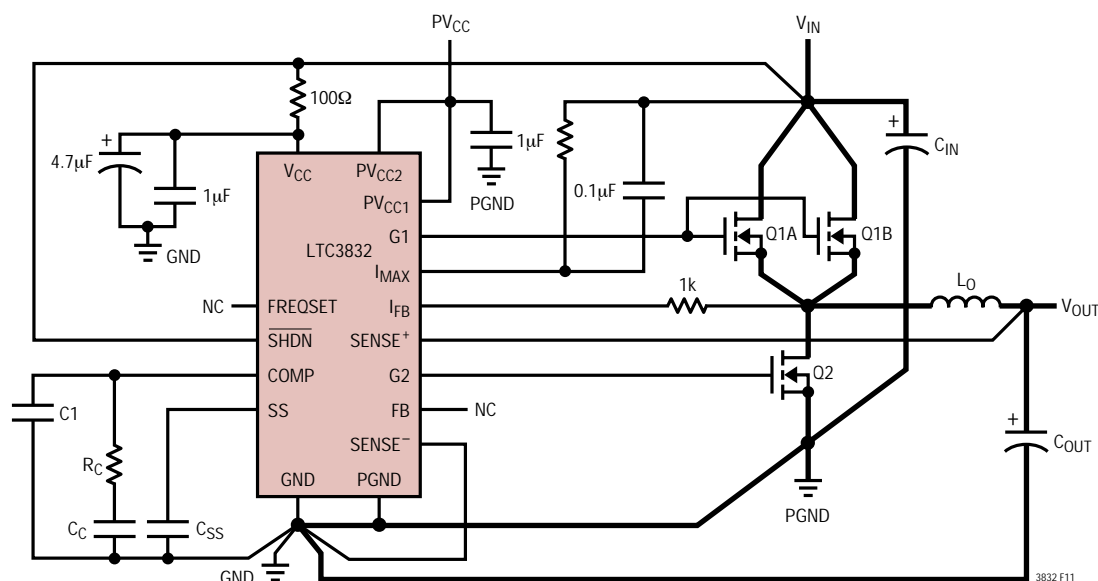 PVCC
VIN
100Ω
+
4.7µF
1µF
GND
VCC
PVCC2
PVCC1
G1
LTC3832
IMAX
1µF
PGND
0.1µF
+
CIN
Q1A
Q1B
NC
FREQSET
IFB
1k
LO
VOUT
SHDN
SENSE+
COMP
G2
Q2
C1
SS
FB
NC
SENSE−
+
COUT
RC
GND
PGND
PGND
CC
CSS
GND
3832 F11